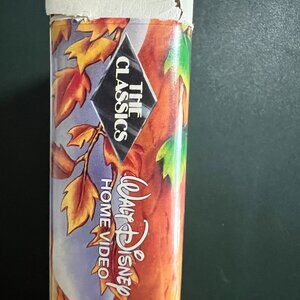 THE
CLASSICS
WALT DISNEY
HOME VIDEO